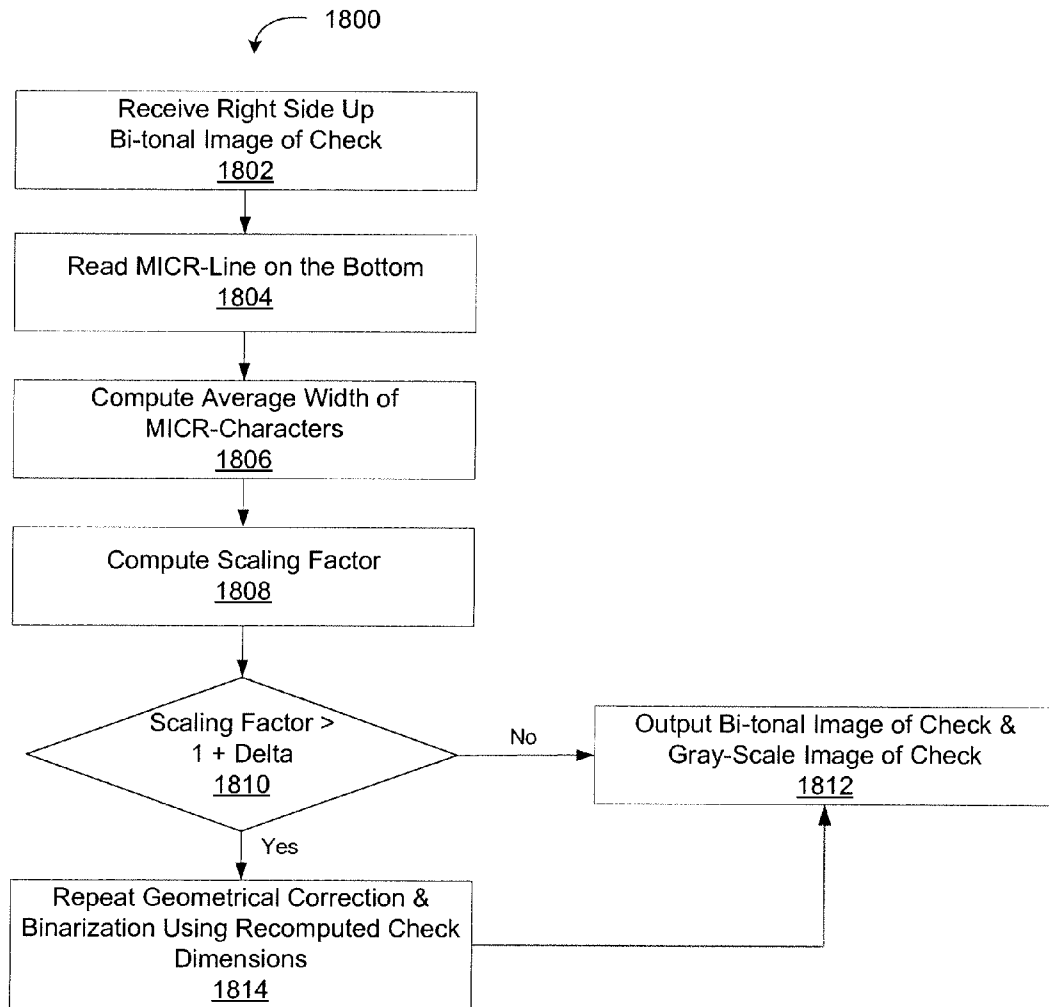 1800
Receive Right Side Up
Bi-tonal Image of Check
1802
Read MICR-Line on the Bottom
1804
Compute Average Width of
MICR-Characters
1806
Compute Scaling Factor
1808
Scaling Factor >
1 + Delta
1810
No
Output Bi-tonal Image of Check &
Gray-Scale Image of Check
1812
Yes
Repeat Geometrical Correction &
Binarization Using Recomputed Check
Dimensions
1814